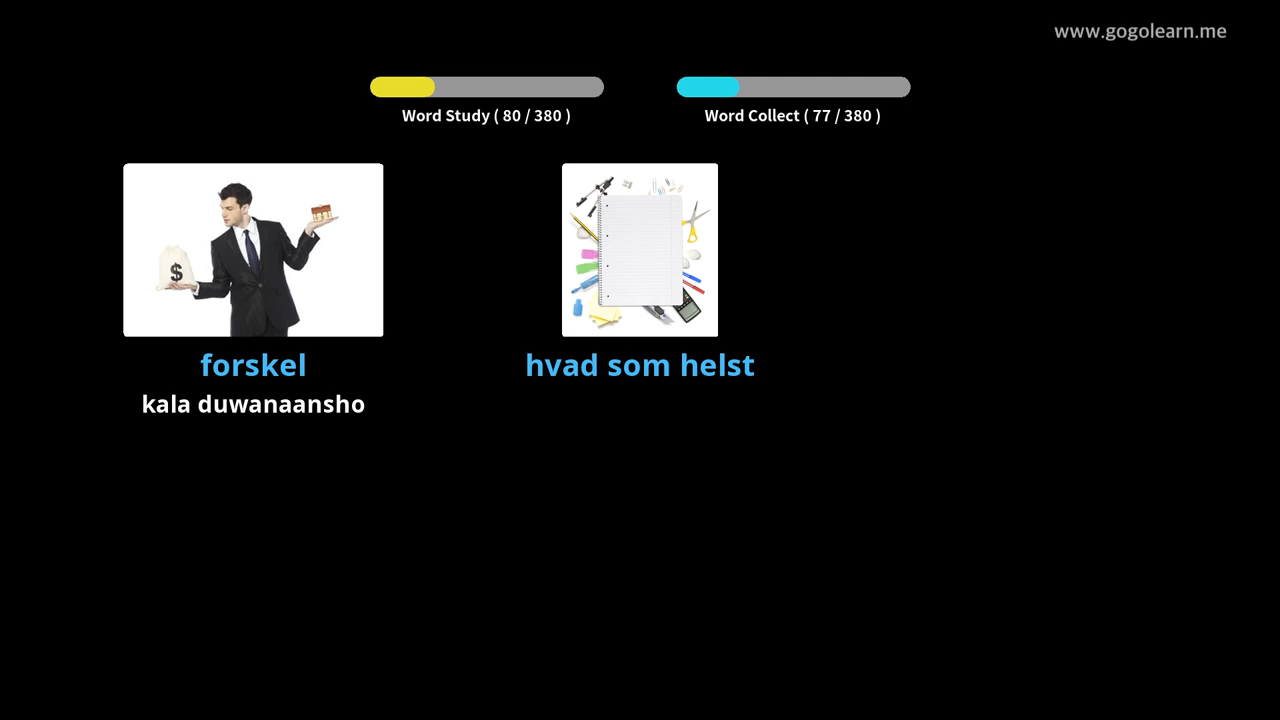 www.gogolearn.me
Word Study ( 80 / 380 )
Word Collect ( 77 / 380 )
$
forskel
hvad som helst
kala duwanaansho